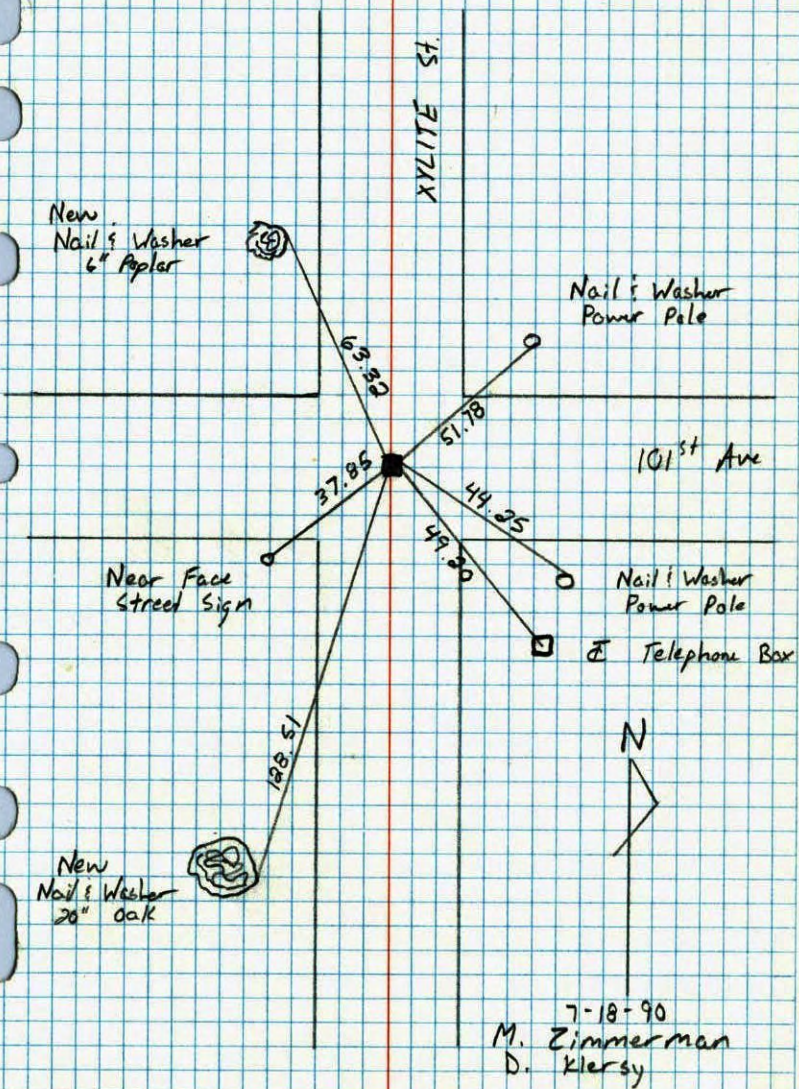 XYLITE St
New
Nail & Washer
6" Poplar
Nail & Washer
Power Pole
63.32
51.78
101st Ave
37.85
44.25
49.20
Near Face
Street Sign
Nail & Washer
Power Pole
℄ Telephone Box
N
128.51
New
Nail & Washer
20" Oak
7-18-90
M. Zimmerman
D. Klersy